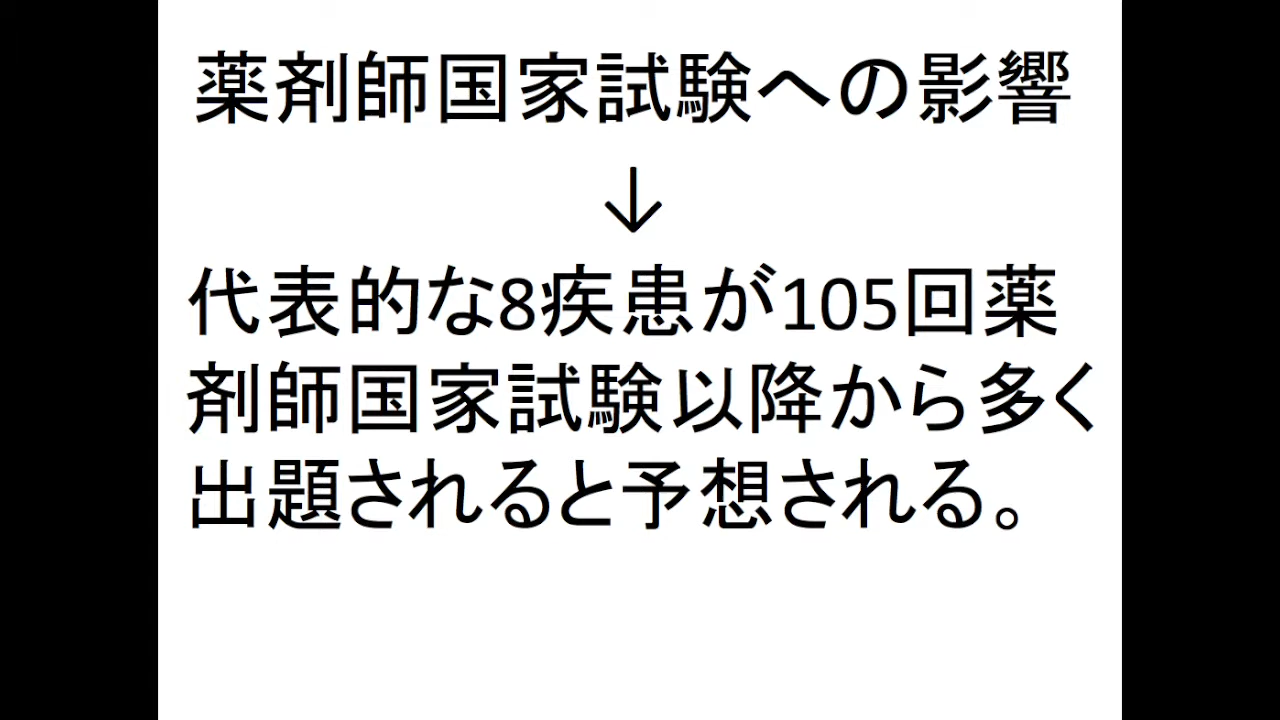 薬剤師国家試験への影響
↓
代表的な8疾患が105回薬
剤師国家試験以降から多く
出題されると予想される。